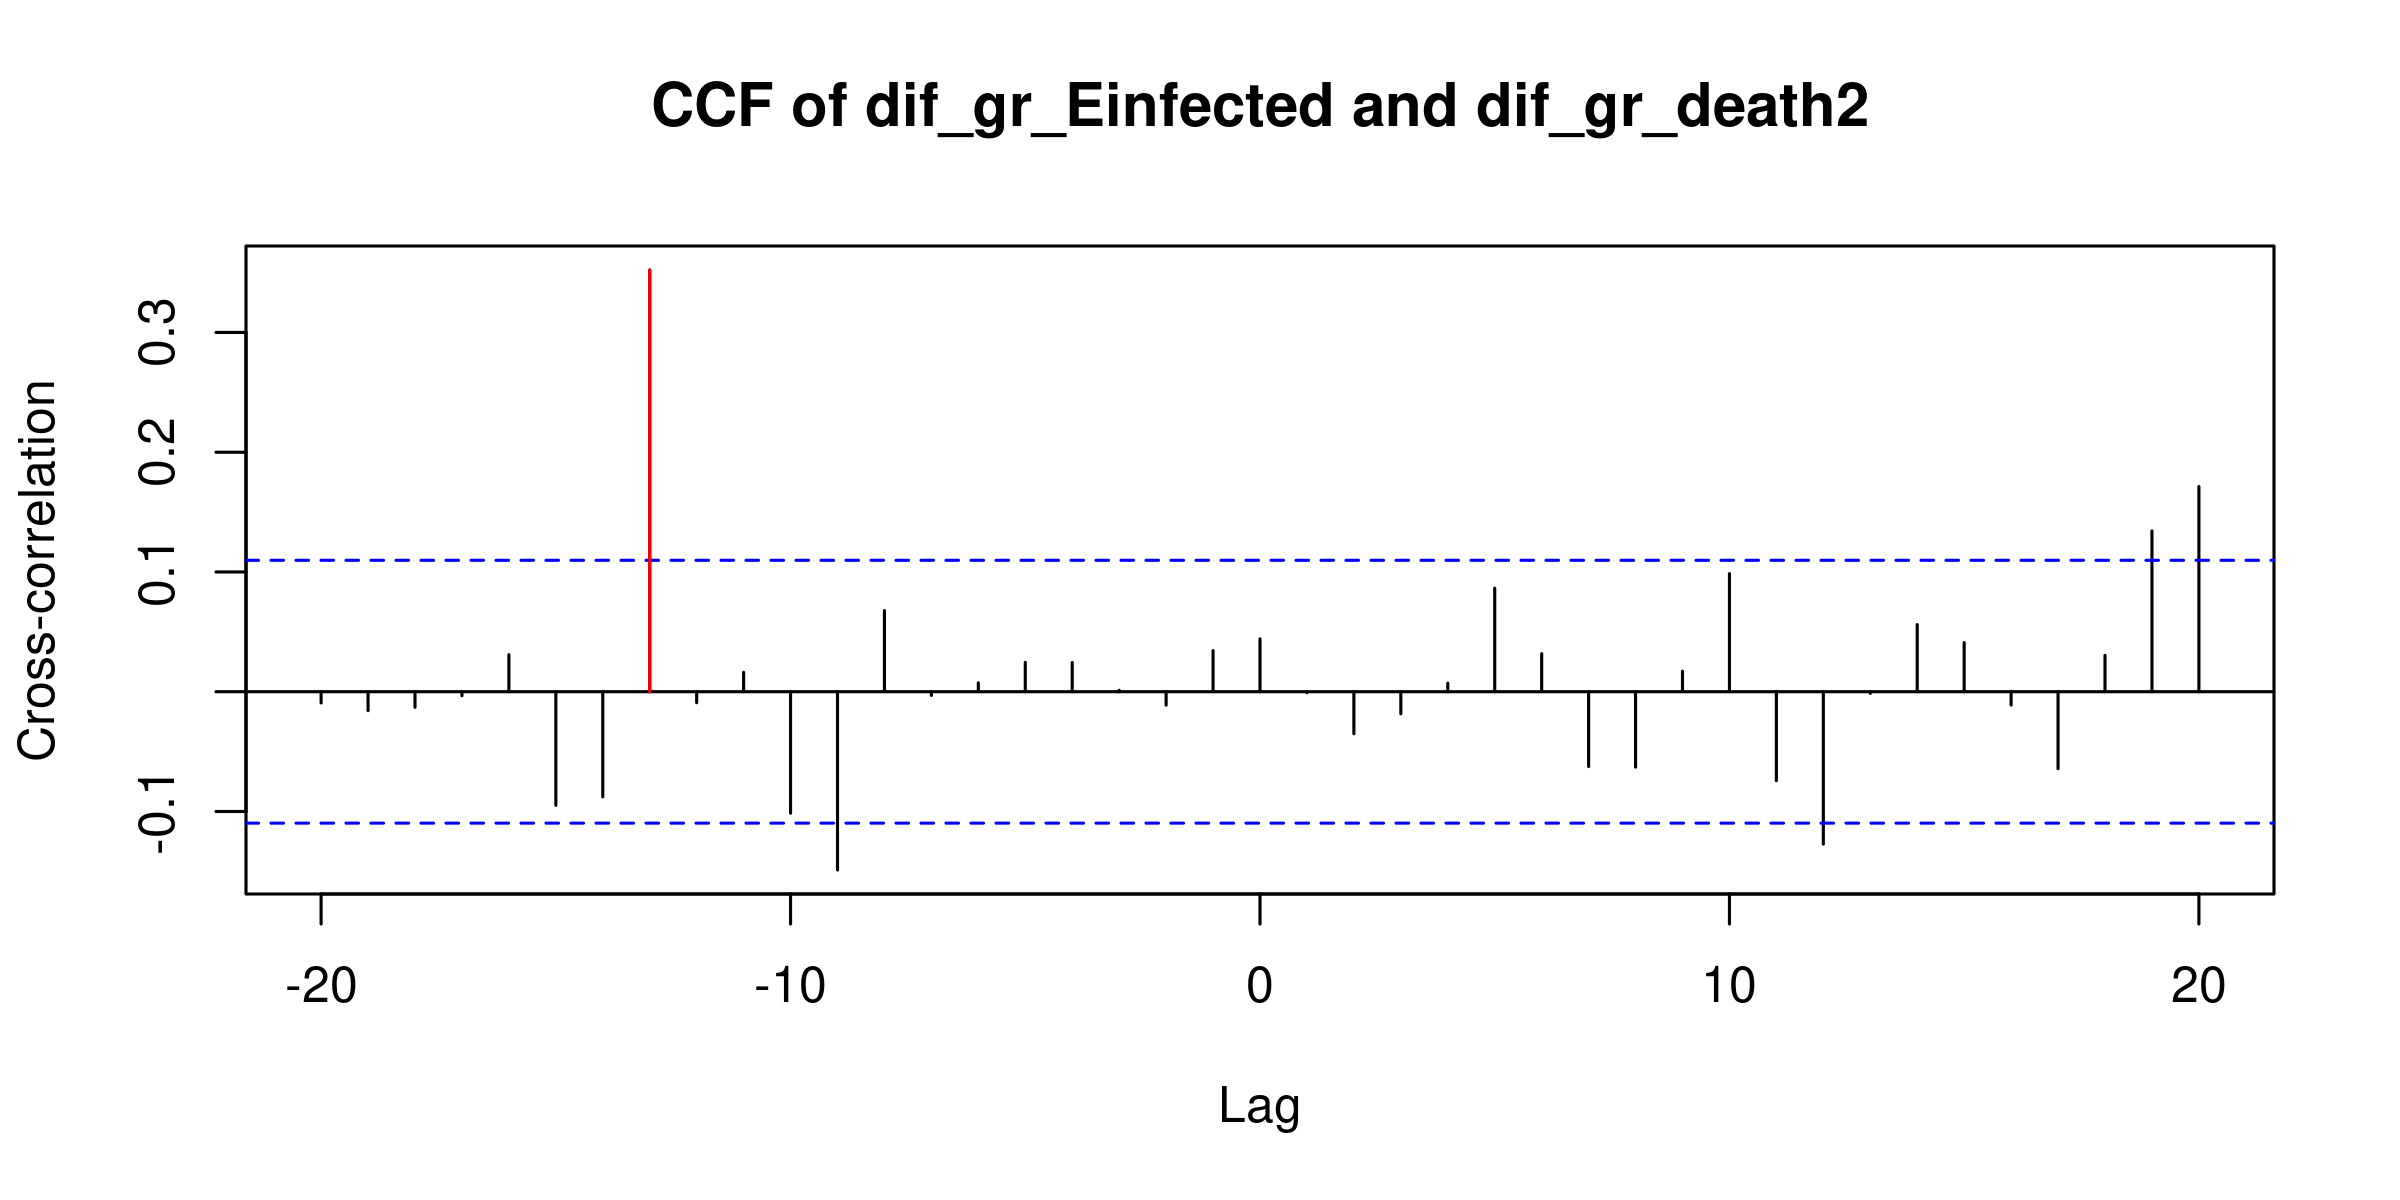 CCF of dif_gr_Einfected and dif_gr_death2
Cross-correlation
0.3
0.2
0.1
-0.1
-20 -10 0 10 20
Lag